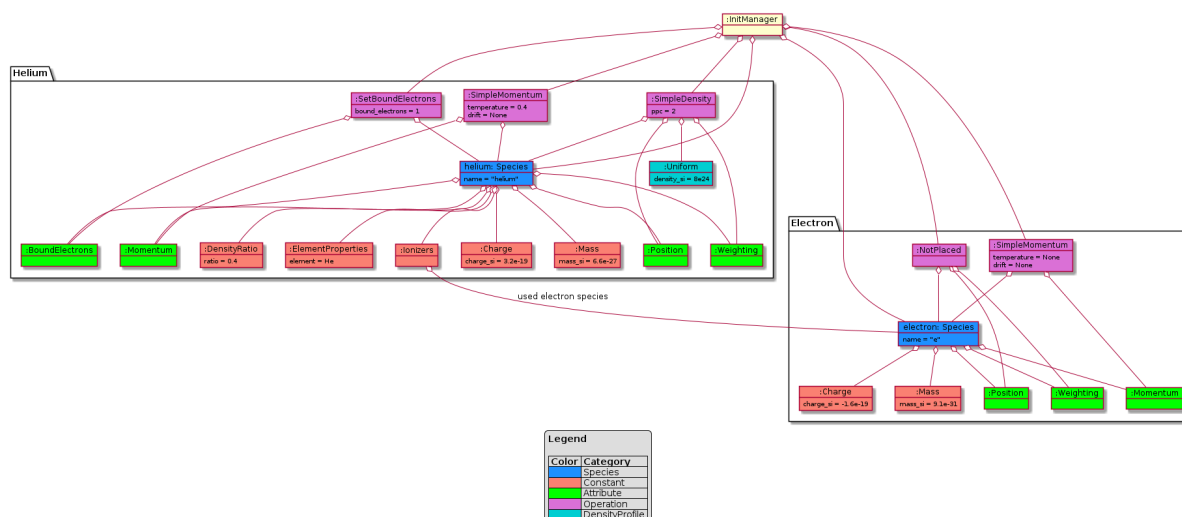 :InitManager
Helium
:SetBoundElectrons
bound_electrons = 1
:SimpleMomentum
temperature = 0.4
drift = None
:SimpleDensity
ppc = 2
helium: Species
name = "helium"
:Uniform
density_si = 8e24
:BoundElectrons
:Momentum
:DensityRatio
ratio = 0.4
:ElementProperties
element = He
:Ionizers
:Charge
charge_si = 3.2e-19
:Mass
mass_si = 6.6e-27
:Position
:Weighting
used electron species
Electron
:NotPlaced
:SimpleMomentum
temperature = None
drift = None
electron: Species
name = "e"
:Charge
charge_si = -1.6e-19
:Mass
mass_si = 9.1e-31
:Position
:Weighting
:Momentum
Legend
Color Category
Species
Constant
Attribute
Operation
DensityProfile